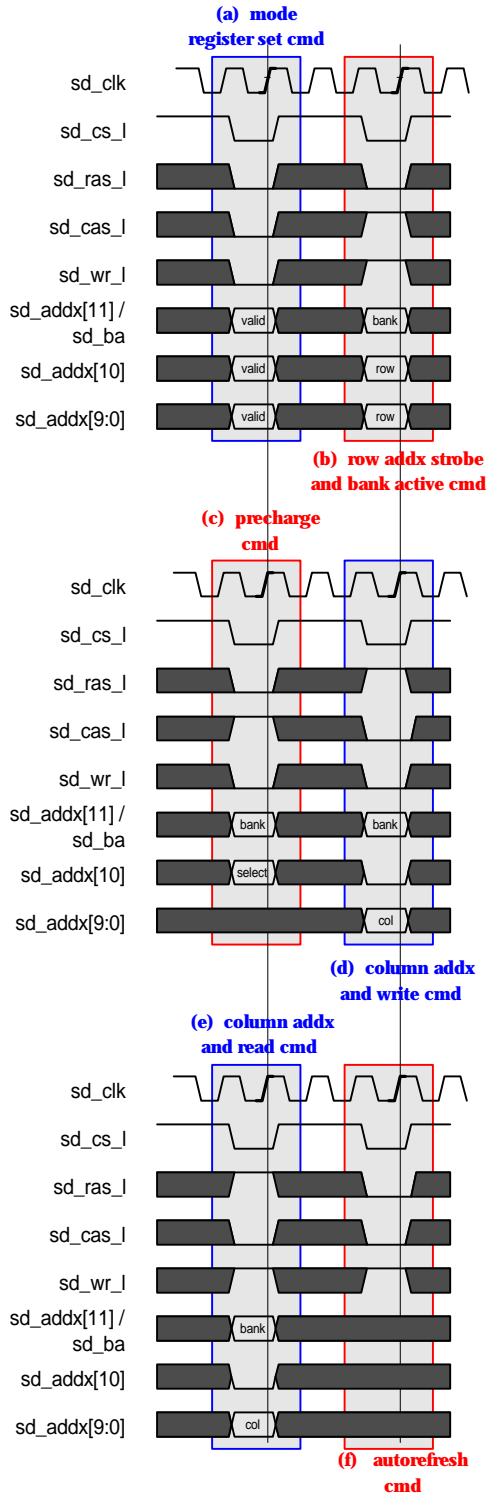 (a) mode
register set cmd
sd_clk
sd_cs_l
sd_ras_l
sd_cas_l
sd_wr_l
sd_addx[11] /
sd_ba
valid
bank
sd_addx[10]
valid
row
sd_addx[9:0]
valid
row
(b) row addx strobe
and bank active cmd
(c) precharge
cmd
sd_clk
sd_cs_l
sd_ras_l
sd_cas_l
sd_wr_l
sd_addx[11] /
sd_ba
bank
bank
sd_addx[10]
select
sd_addx[9:0]
col
(d) column addx
and write cmd
(e) column addx
and read cmd
sd_clk
sd_cs_l
sd_ras_l
sd_cas_l
sd_wr_l
sd_addx[11] /
sd_ba
bank
sd_addx[10]
sd_addx[9:0]
col
(f) autorefresh
cmd